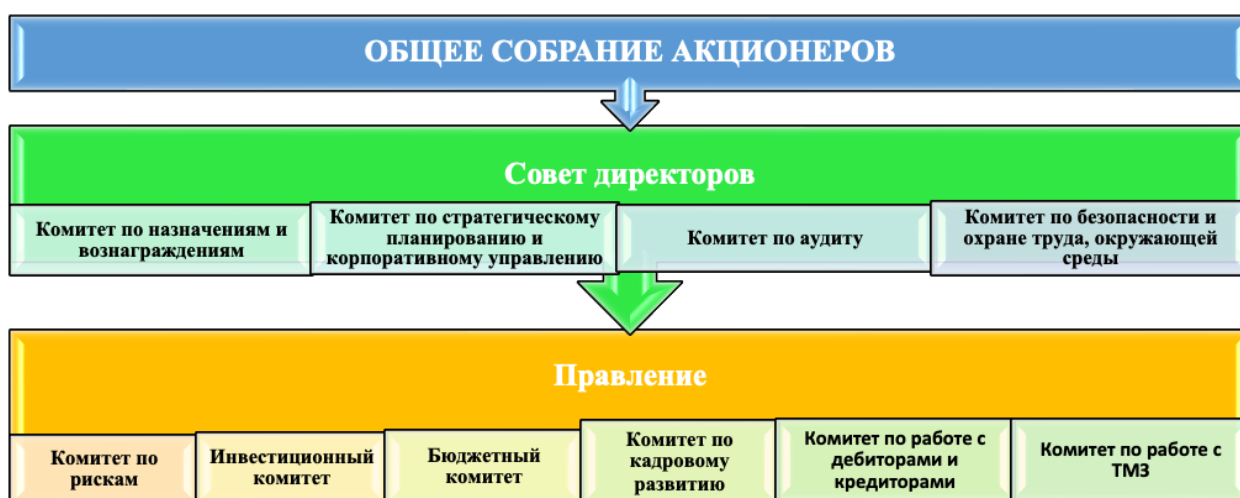 ОБЩЕЕ СОБРАНИЕ АКЦИОНЕРОВ
Совет директоров
Комитет по назначениям и
вознаграждениям
Комитет по стратегическому
планированию и
корпоративному управлению
Комитет по аудиту
Комитет по безопасности и
охране труда, окружающей
среды
Правление
Комитет по
рискам
Инвестиционный
комитет
Бюджетный
комитет
Комитет по
кадровому
развитию
Комитет по работе с
дебиторами и
кредиторами
Комитет по работе с
ТМЗ